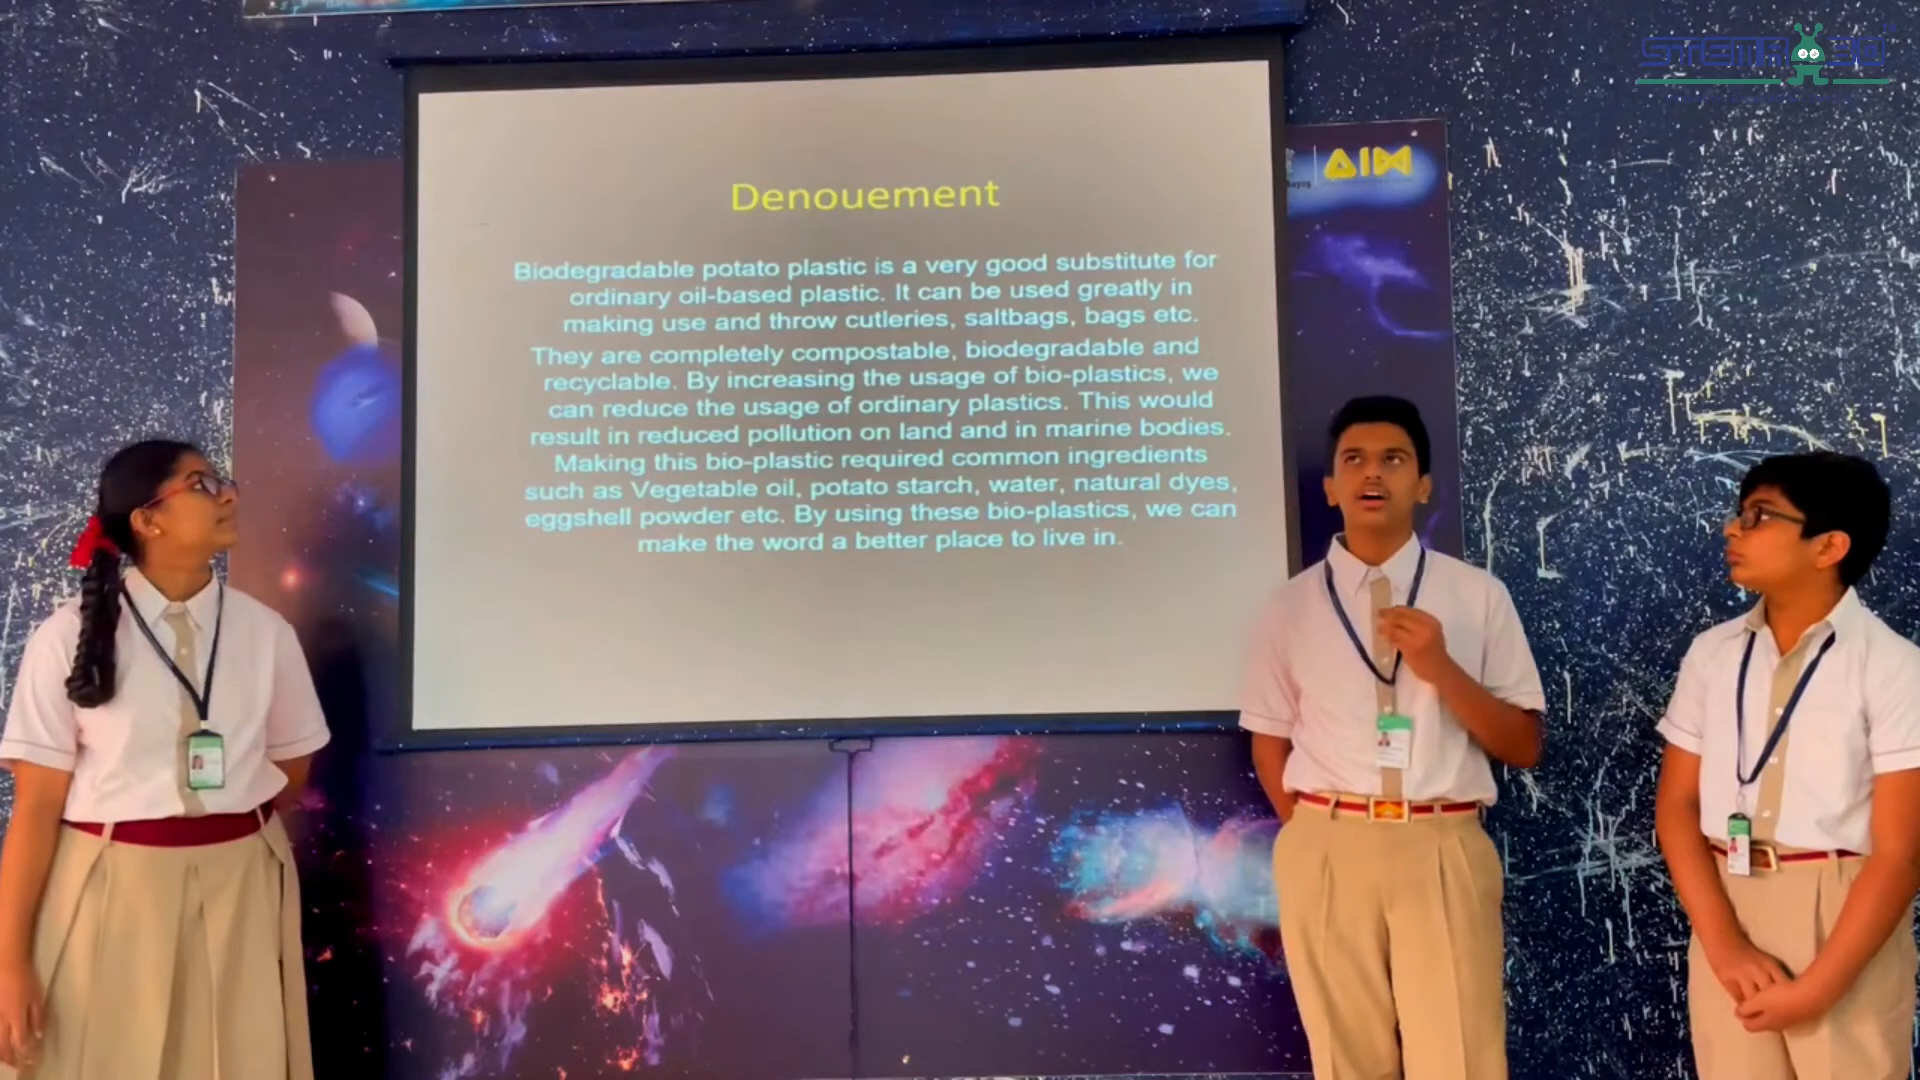 STEMROBO
AIM
Denouement
Biodegradable potato plastic is a very good substitute for
ordinary oil-based plastic. It can be used greatly in
making use and throw cutleries, saltbags, bags etc.
They are completely compostable, biodegradable and
recyclable. By increasing the usage of bio-plastics, we
can reduce the usage of ordinary plastics. This would
result in reduced pollution on land and in marine bodies.
Making this bio-plastic required common ingredients
such as Vegetable oil, potato starch, water, natural dyes,
eggshell powder etc. By using these bio-plastics, we can
make the word a better place to live in.